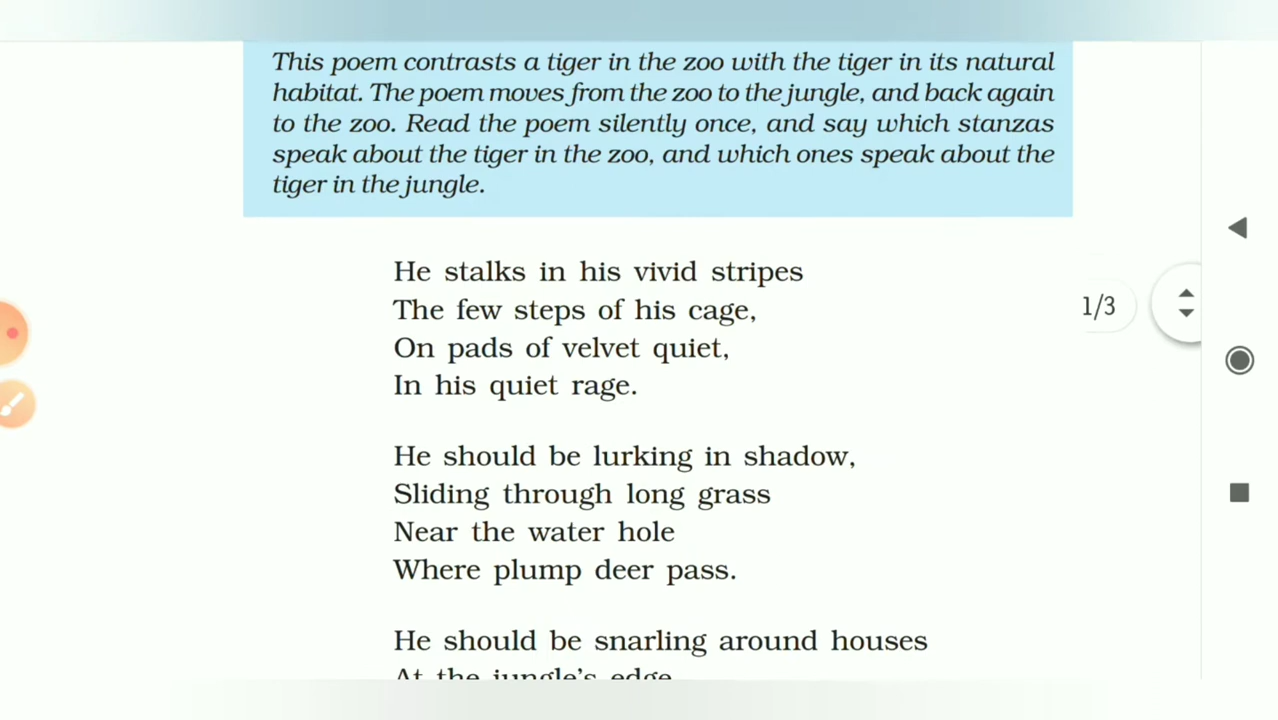 This poem contrasts a tiger in the zoo with the tiger in its natural
habitat. The poem moves from the zoo to the jungle, and back again
to the zoo. Read the poem silently once, and say which stanzas
speak about the tiger in the zoo, and which ones speak about the
tiger in the jungle.
He stalks in his vivid stripes
The few steps of his cage,
On pads of velvet quiet,
In his quiet rage.
1/3
He should be lurking in shadow,
Sliding through long grass
Near the water hole
Where plump deer pass.
He should be snarling around houses
At the jungle's edge